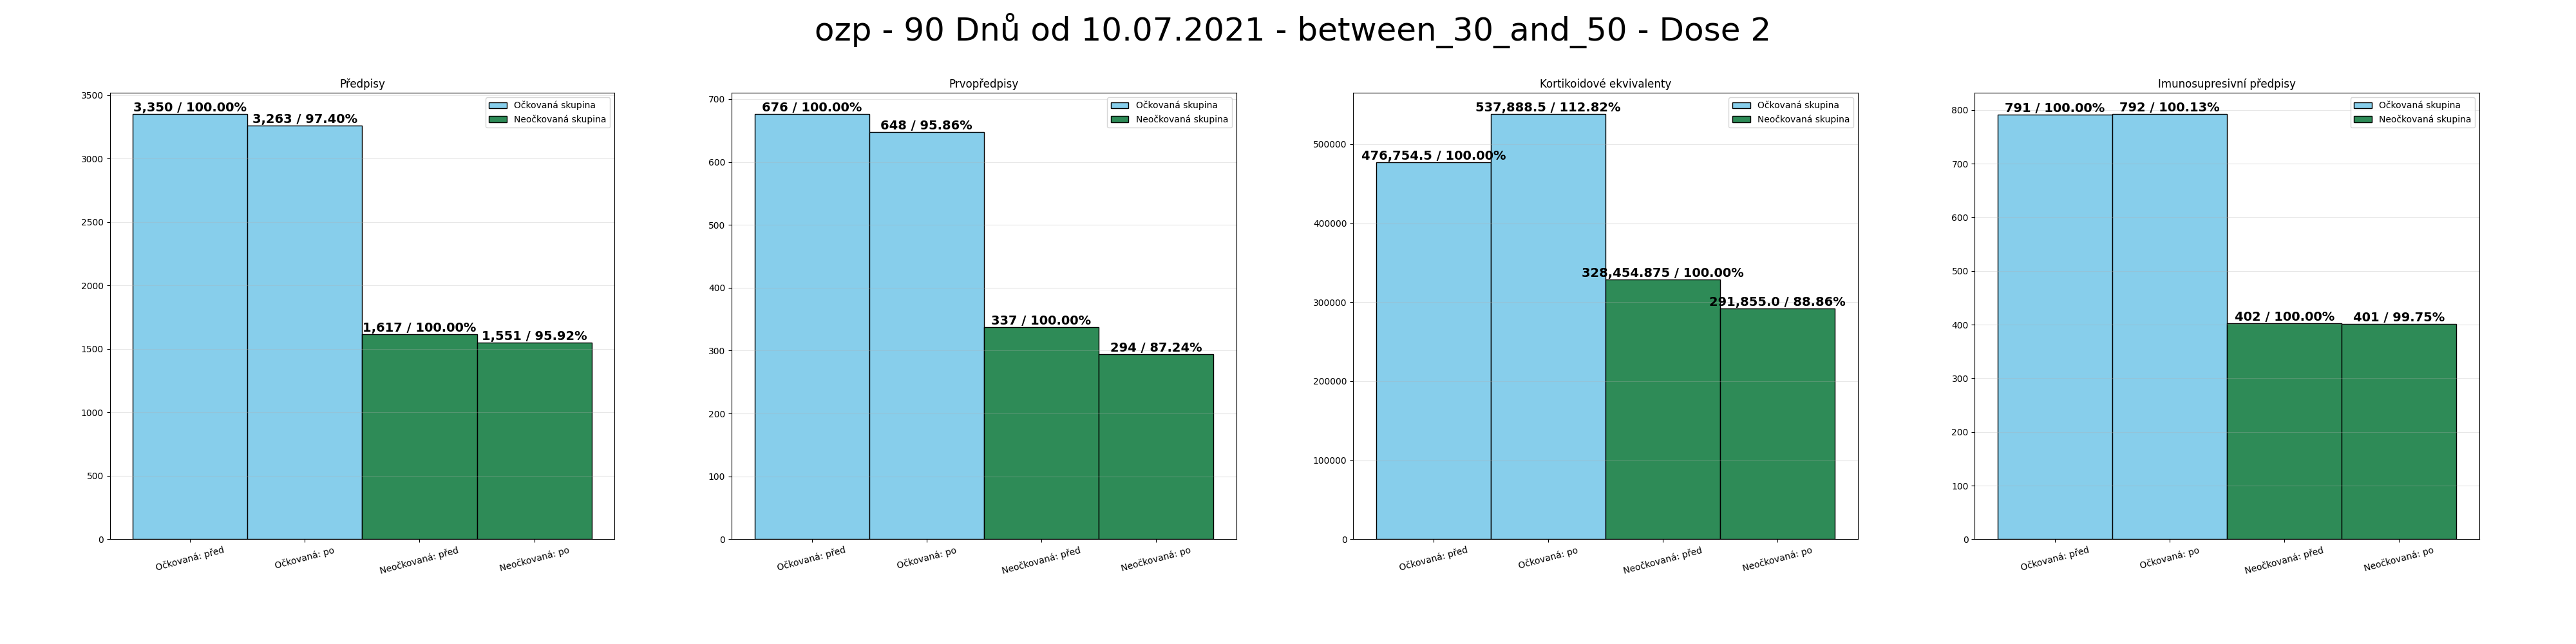 ozp - 90 Dnů od 10.07.2021 - between_30_and_50 - Dose 2
Předpisy
3500
3000
2500
2000
1500
1000
500
0
3,350 / 100.00%
3,263 / 97.40%
1,617 / 100.00%
1,551 / 95.92%
Očkovaná skupina
Neočkovaná skupina
Očkovaná: před
Očkovaná: po
Neočkovaná: před
Neočkovaná: po
Prvopředpisy
700
600
500
400
300
200
100
0
676 / 100.00%
648 / 95.86%
337 / 100.00%
294 / 87.24%
Očkovaná skupina
Neočkovaná skupina
Očkovaná: před
Očkovaná: po
Neočkovaná: před
Neočkovaná: po
Kortikoidové ekvivalenty
500000
400000
300000
200000
100000
0
476,754.5 / 100.00%
537,888.5 / 112.82%
328,454.875 / 100.00%
291,855.0 / 88.86%
Očkovaná skupina
Neočkovaná skupina
Očkovaná: před
Očkovaná: po
Neočkovaná: před
Neočkovaná: po
Imunosupresivní předpisy
800
700
600
500
400
300
200
100
0
791 / 100.00%
792 / 100.13%
402 / 100.00%
401 / 99.75%
Očkovaná skupina
Neočkovaná skupina
Očkovaná: před
Očkovaná: po
Neočkovaná: před
Neočkovaná: po